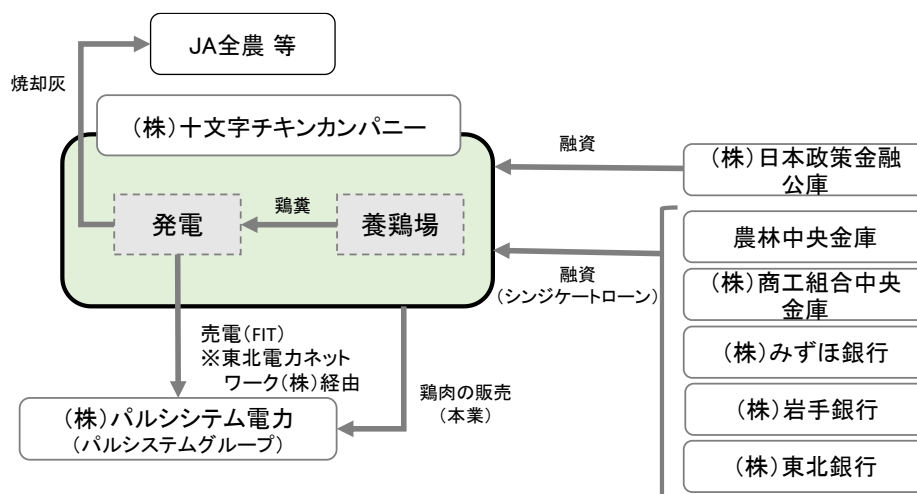 JA全農 等
焼却灰
（株）十文字チキンカンパニー
融資
（株）日本政策金融
公庫
発電
鶏糞
養鶏場
農林中央金庫
融資
（シンジケートローン）
（株）商工組合中央
金庫
売電（FIT）
※東北電力ネット
ワーク（株）経由
（株）みずほ銀行
鶏肉の販売
（本業）
（株）岩手銀行
（株）パルシシテム電力
（パルシステムグループ）
（株）東北銀行